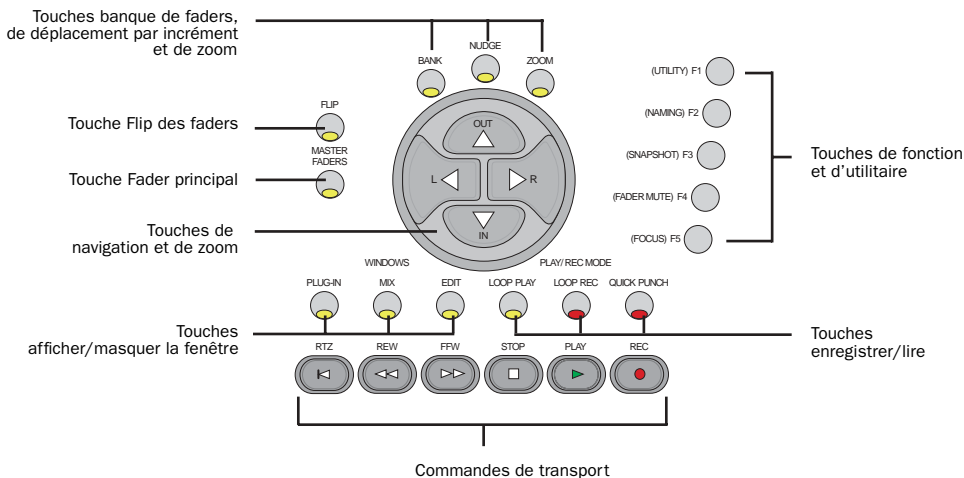 Touches banque de faders,
de déplacement par incrément
et de zoom
BANK
NUDGE
ZOOM
(UTILITY) F1
(NAMING) F2
(SNAPSHOT) F3
(FADER MUTE) F4
(FOCUS) F5
Touches de fonction
et d’utilitaire
FLIP
Touche Flip des faders
MASTER
FADERS
Touche Fader principal
OUT
L
R
IN
Touches de
navigation et de zoom
WINDOWS
PLAY/REC MODE
PLUG-IN
MIX
EDIT
LOOP PLAY
LOOP REC
QUICK PUNCH
Touches
afficher/masquer la fenêtre
Touches
enregistrer/lire
RTZ
REW
FFW
STOP
PLAY
REC
Commandes de transport